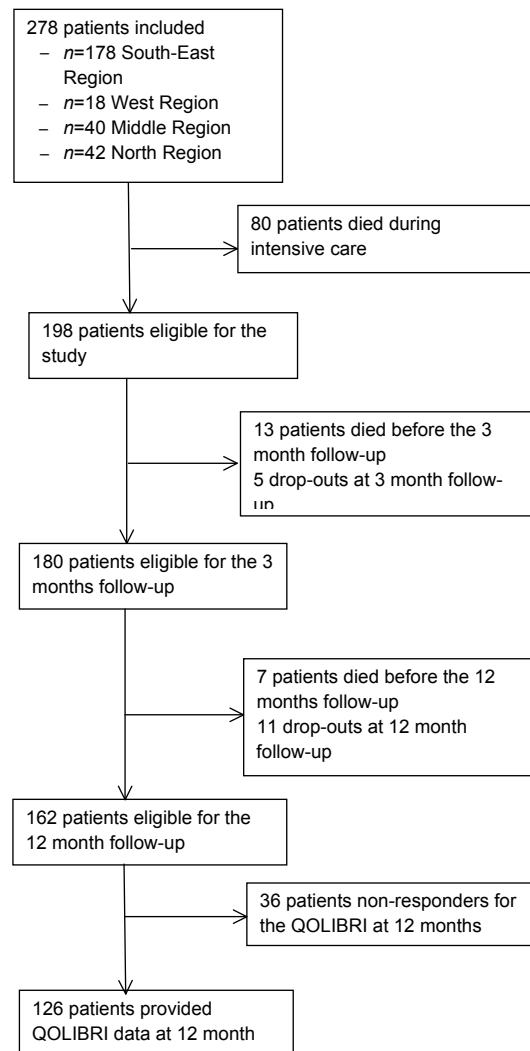 278 patients included
– n=178 South-East
Region
– n=18 West Region
– n=40 Middle Region
– n=42 North Region
80 patients died during
intensive care
198 patients eligible for the
study
13 patients died before the 3
month follow-up
5 drop-outs at 3 month follow-
up
180 patients eligible for the 3
months follow-up
7 patients died before the 12
months follow-up
11 drop-outs at 12 month
follow-up
162 patients eligible for the
12 month follow-up
36 patients non-responders for
the QOLIBRI at 12 months
126 patients provided
QOLIBRI data at 12 month